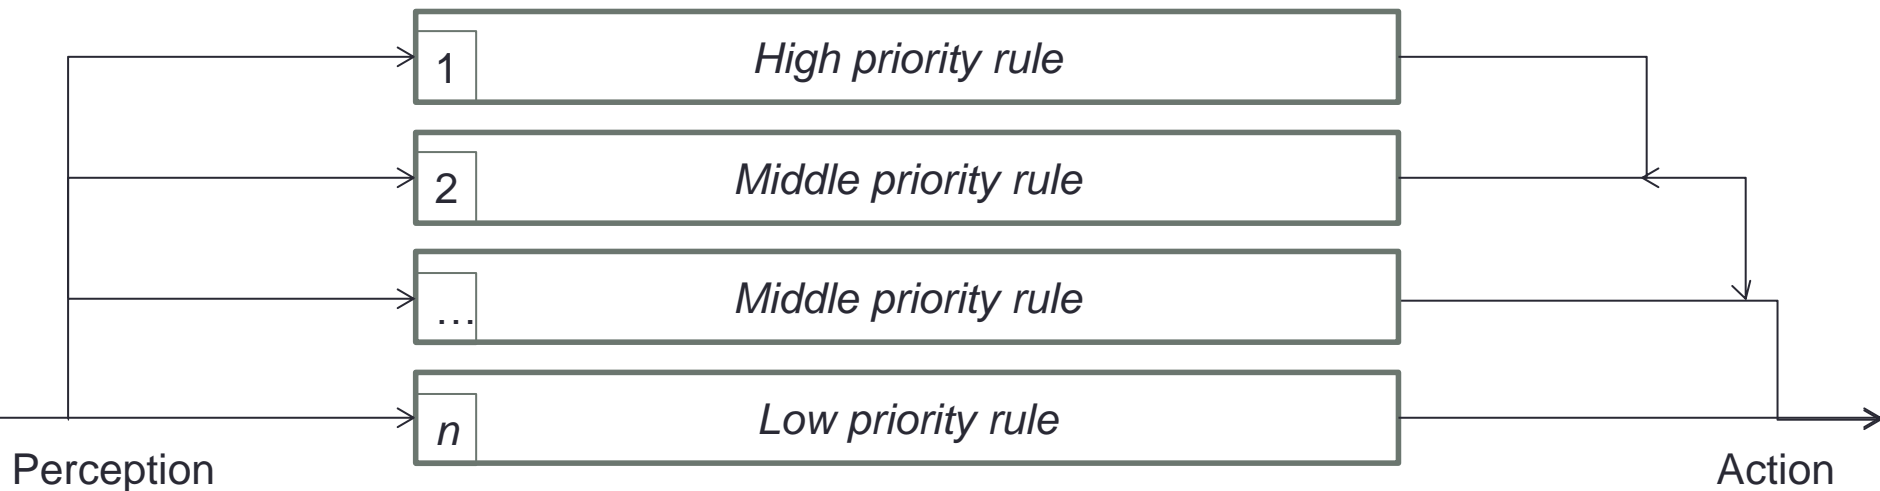 1
High priority rule
2
Middle priority rule
…
Middle priority rule
n
Low priority rule
Perception
Action